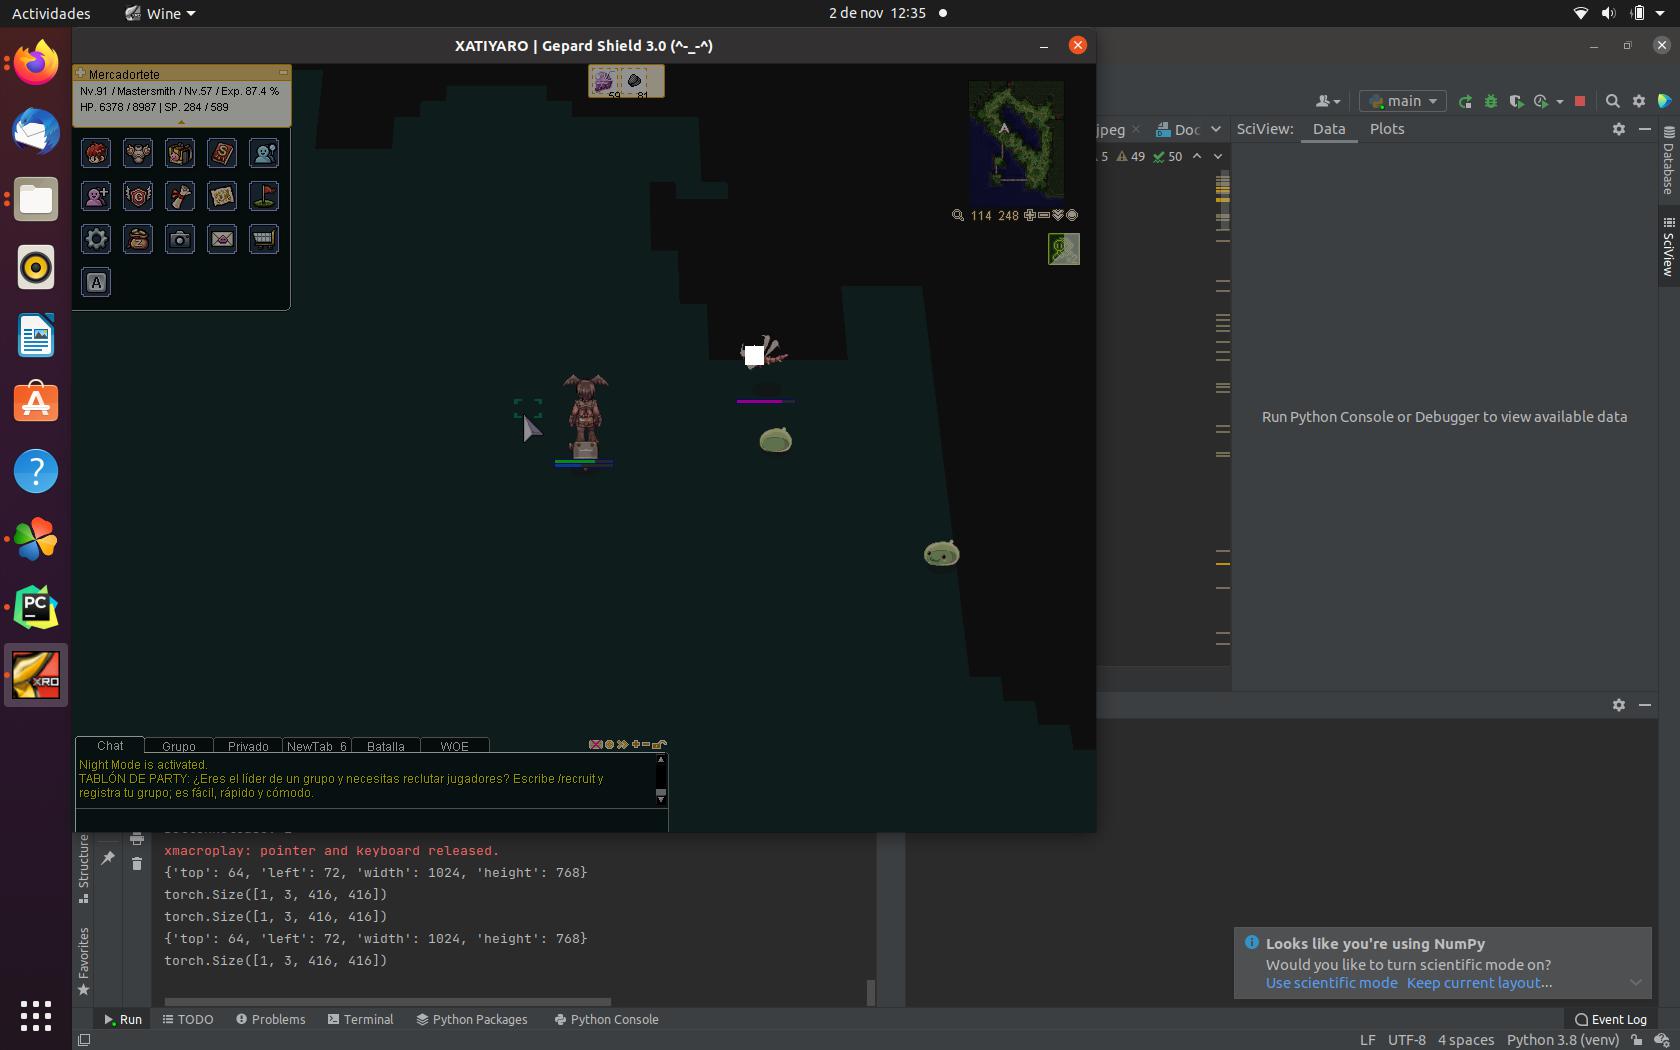 Actividades
Wine
2 de nov 12:35
XATIYARO | Gepard Shield 3.0 (^-_-^)
Mercadortete
Nv.91 / Mastersmith / Nv.57 / Exp. 87.4 %
HP. 6378 / 8987 | SP. 284 / 589
59 81
114 248
A
main
jpeg
Doc
5 49 50
SciView:
Data
Plots
Database
SciView
Run Python Console or Debugger to view available data
PC
XRO
Chat
Grupo
Privado
NewTab 6
Batalla
WOE
Night Mode is activated.
TABLÓN DE PARTY: ¿Eres el líder de un grupo y necesitas reclutar jugadores? Escribe /recruit y
registra tu grupo; es fácil, rápido y cómodo.
Structure
Favorites
xmacroplay: pointer and keyboard released.
{'top': 64, 'left': 72, 'width': 1024, 'height': 768}
torch.Size([1, 3, 416, 416])
torch.Size([1, 3, 416, 416])
{'top': 64, 'left': 72, 'width': 1024, 'height': 768}
torch.Size([1, 3, 416, 416])
Looks like you're using NumPy
Would you like to turn scientific mode on?
Use scientific mode Keep current layout...
Run
TODO
Problems
Terminal
Python Packages
Python Console
Event Log
LF UTF-8 4 spaces Python 3.8 (venv)